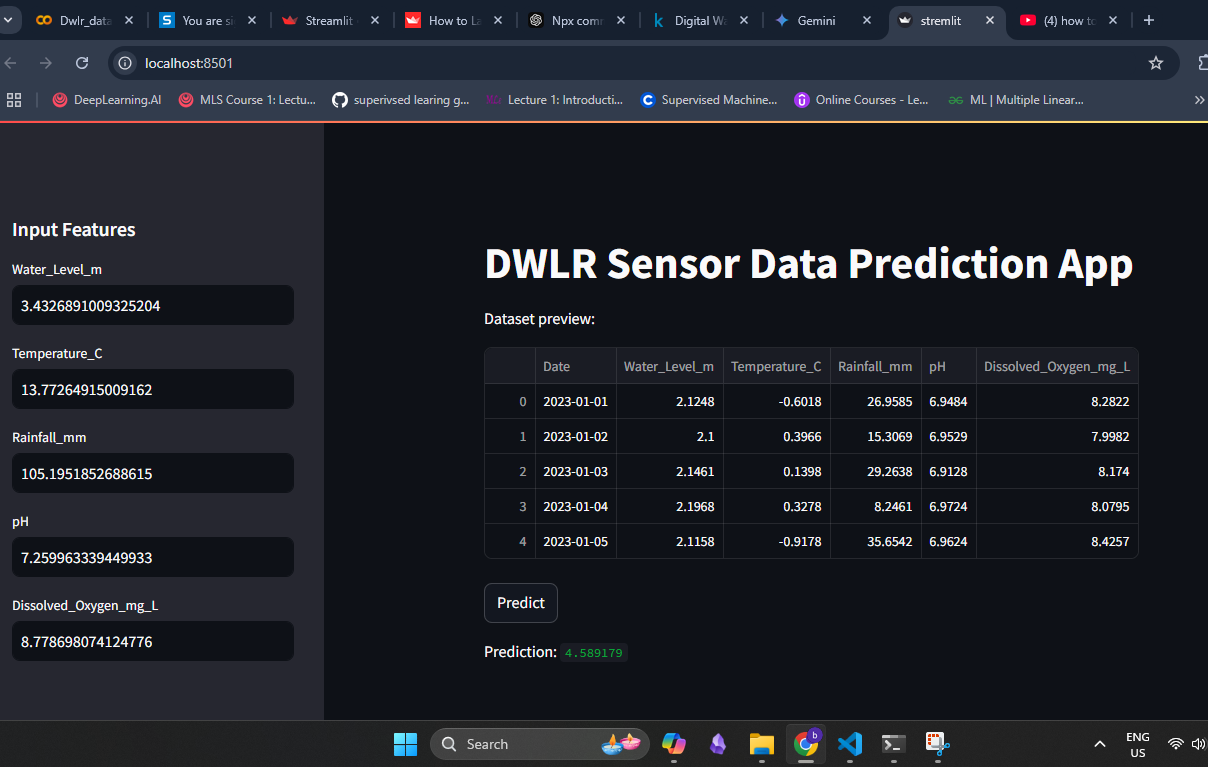 Dwlr_data
You are si
Streamlit
How to La
Npx com
Digital Wa
Gemini
stremlit
(4) how to
localhost:8501
DeepLearning.AI
MLS Course 1: Lectu...
superivsed learing g...
Lecture 1: Introducti...
Supervised Machine...
Online Courses - Le...
ML | Multiple Linear...
Input Features
Water_Level_m
3.4326891009325204
Temperature_C
13.77264915009162
Rainfall_mm
105.1951852688615
pH
7.259963339449933
Dissolved_Oxygen_mg_L
8.778698074124776
DWLR Sensor Data Prediction App
Dataset preview:
Date Water_Level_m Temperature_C Rainfall_mm pH Dissolved_Oxygen_mg_L
0 2023-01-01 2.1248 -0.6018 26.9585 6.9484 8.2822
1 2023-01-02 2.1 0.3966 15.3069 6.9529 7.9982
2 2023-01-03 2.1461 0.1398 29.2638 6.9128 8.174
3 2023-01-04 2.1968 0.3278 8.2461 6.9724 8.0795
4 2023-01-05 2.1158 -0.9178 35.6542 6.9624 8.4257
Predict
Prediction: 4.589179
Search
ENG
US